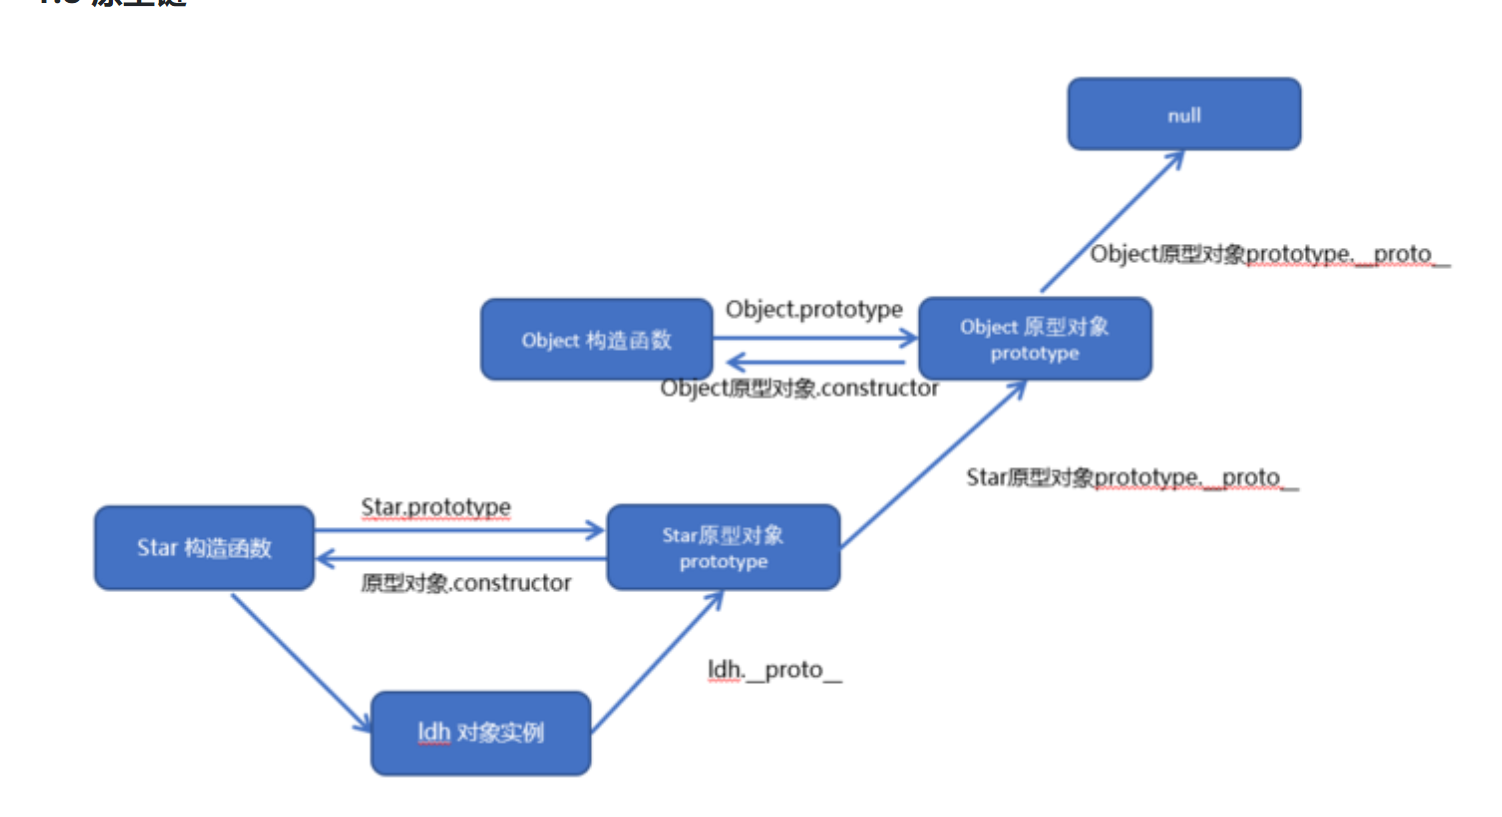 原型链
null
Object原型对象prototype.__proto__
Object 构造函数
Object.prototype
Object 原型对象
prototype
Object原型对象.constructor
Star原型对象prototype.__proto__
Star 构造函数
Star.prototype
Star原型对象
prototype
原型对象.constructor
ldh.__proto__
ldh 对象实例